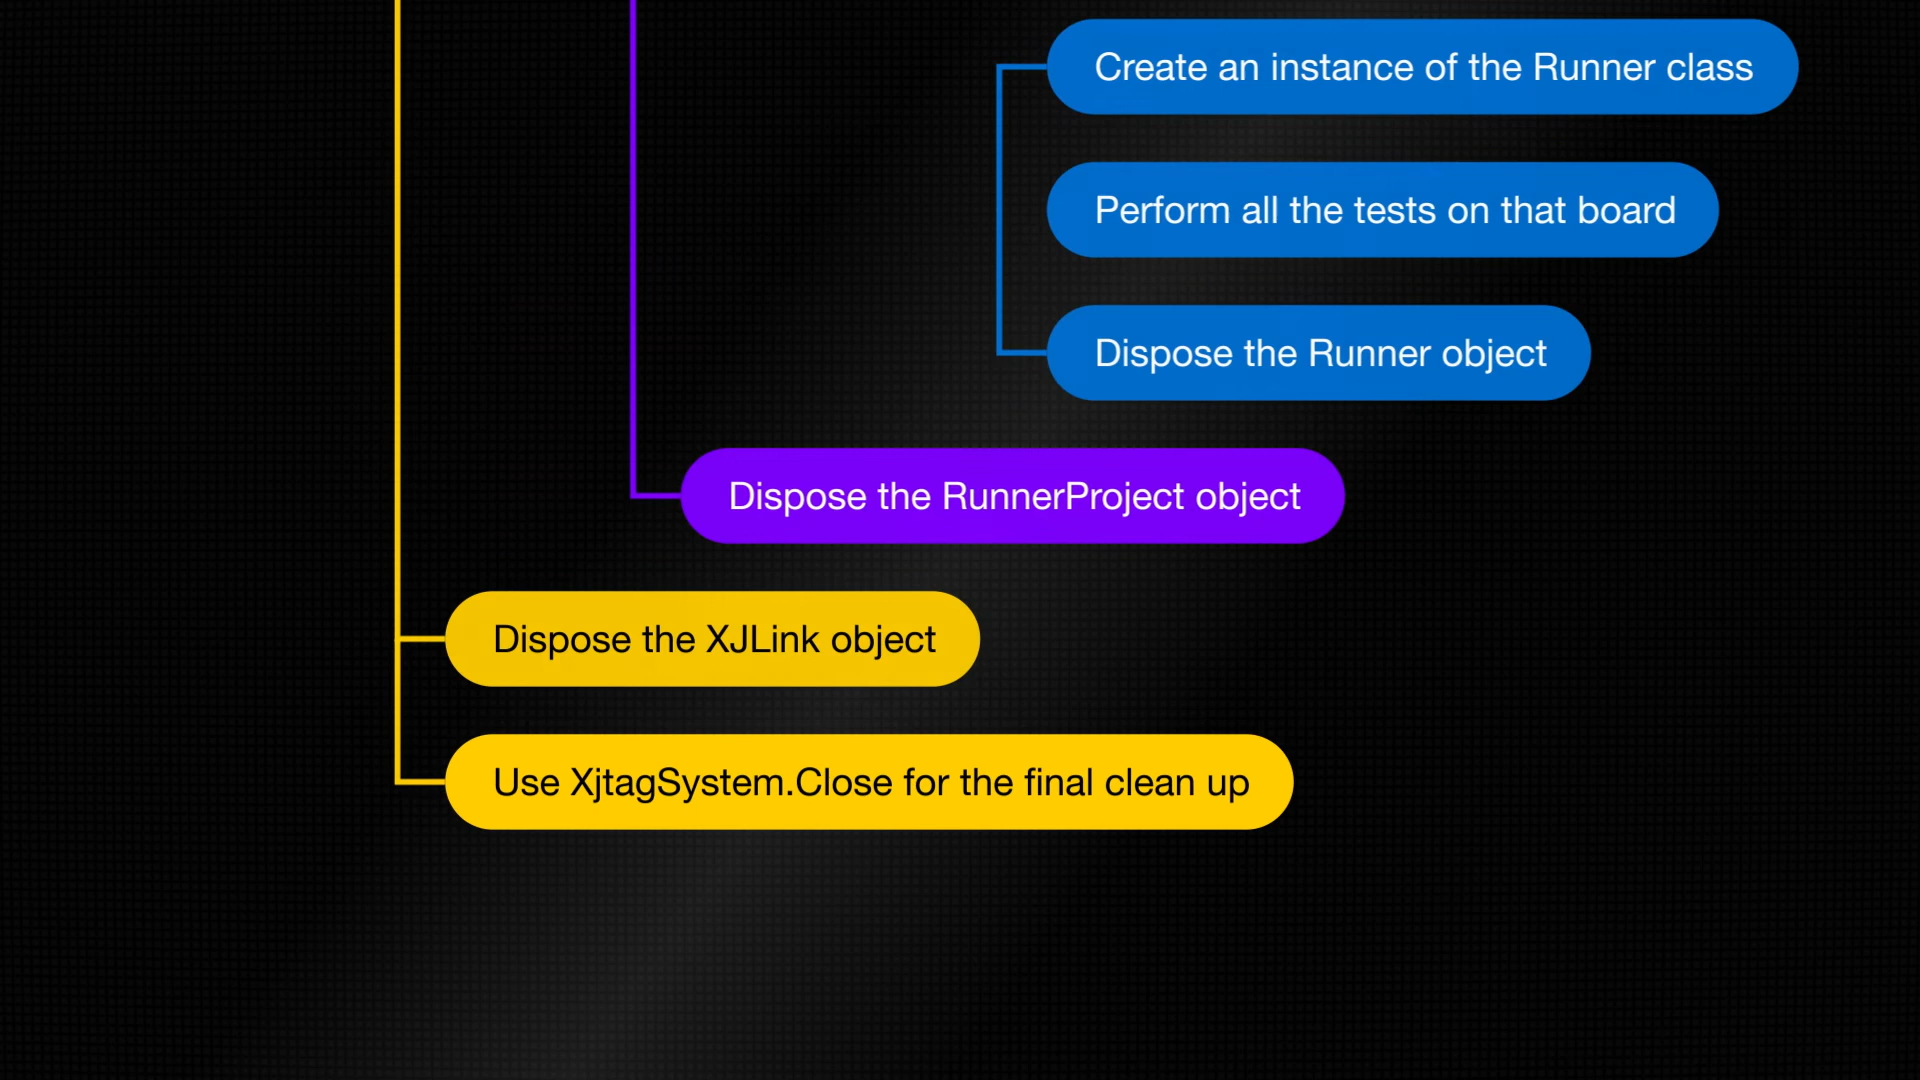 Create an instance of the Runner class
Perform all the tests on that board
Dispose the Runner object
Dispose the RunnerProject object
Dispose the XJLink object
Use XjtagSystem.Close for the final clean up